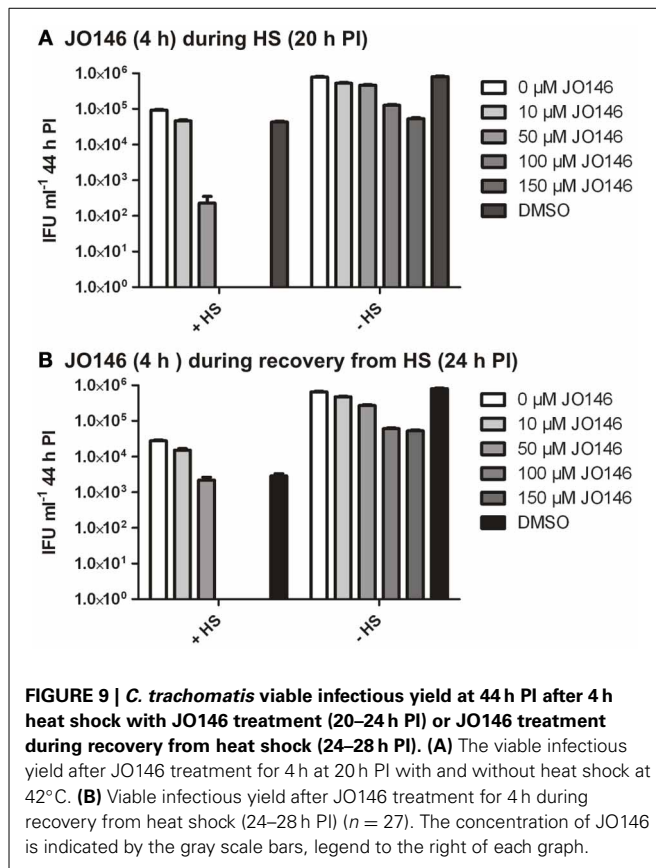 A JO146 (4 h) during HS (20 h PI)
IFU ml⁻¹ 44 h PI
1.0×10⁶
1.0×10⁵
1.0×10⁴
1.0×10³
1.0×10²
1.0×10¹
1.0×10⁰
+ HS
- HS
0 µM JO146
10 µM JO146
50 µM JO146
100 µM JO146
150 µM JO146
DMSO
B JO146 (4 h ) during recovery from HS (24 h PI)
IFU ml⁻¹ 44 h PI
1.0×10⁶
1.0×10⁵
1.0×10⁴
1.0×10³
1.0×10²
1.0×10¹
1.0×10⁰
+ HS
- HS
0 µM JO146
10 µM JO146
50 µM JO146
100 µM JO146
150 µM JO146
DMSO
FIGURE 9 | C. trachomatis viable infectious yield at 44 h PI after 4 h
heat shock with JO146 treatment (20–24 h PI) or JO146 treatment
during recovery from heat shock (24–28 h PI). (A) The viable infectious
yield after JO146 treatment for 4 h at 20 h PI with and without heat shock at
42°C. (B) Viable infectious yield after JO146 treatment for 4 h during
recovery from heat shock (24–28 h PI) (n = 27). The concentration of JO146
is indicated by the gray scale bars, legend to the right of each graph.